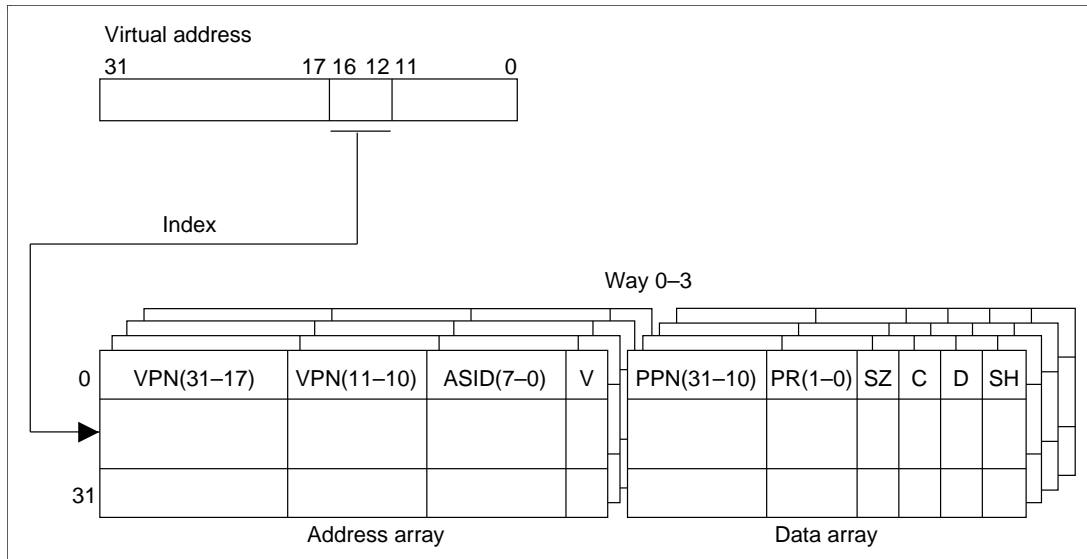 Virtual address
31 17 16 12 11 0
Index
Way 0–3
0 VPN(31–17) VPN(11–10) ASID(7–0) V PPN(31–10) PR(1–0) SZ C D SH
31
Address array Data array